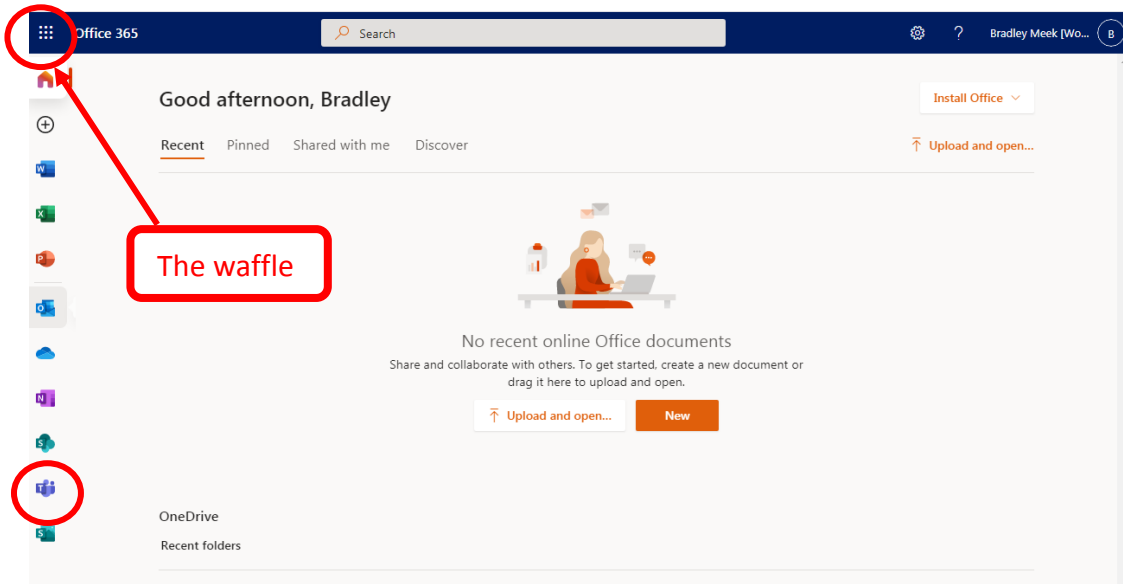 Office 365
Search
?
Bradley Meek [Wo...
B
Good afternoon, Bradley
Install Office
Recent Pinned Shared with me Discover
Upload and open...
W
X
P
The waffle
O
No recent online Office documents
Share and collaborate with others. To get started, create a new document or
drag it here to upload and open.
N
Upload and open...
New
S
T
OneDrive
S
Recent folders